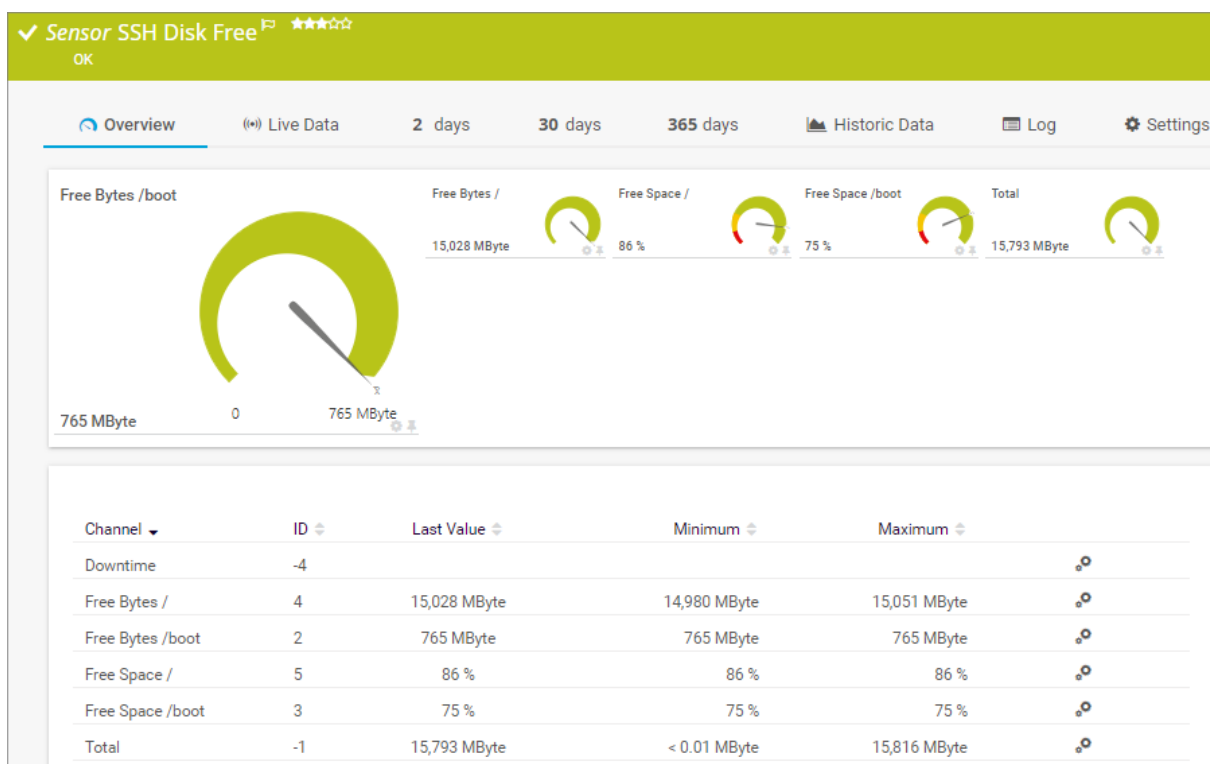 Sensor SSH Disk Free
OK
Overview Live Data 2 days 30 days 365 days Historic Data Log Settings
Free Bytes /boot
765 MByte
0 765 MByte
Free Bytes /
15,028 MByte
Free Space /
86 %
Free Space /boot
75 %
Total
15,793 MByte
Channel ID Last Value Minimum Maximum
Downtime -4
Free Bytes / 4 15,028 MByte 14,980 MByte 15,051 MByte
Free Bytes /boot 2 765 MByte 765 MByte 765 MByte
Free Space / 5 86 % 86 % 86 %
Free Space /boot 3 75 % 75 % 75 %
Total -1 15,793 MByte < 0.01 MByte 15,816 MByte